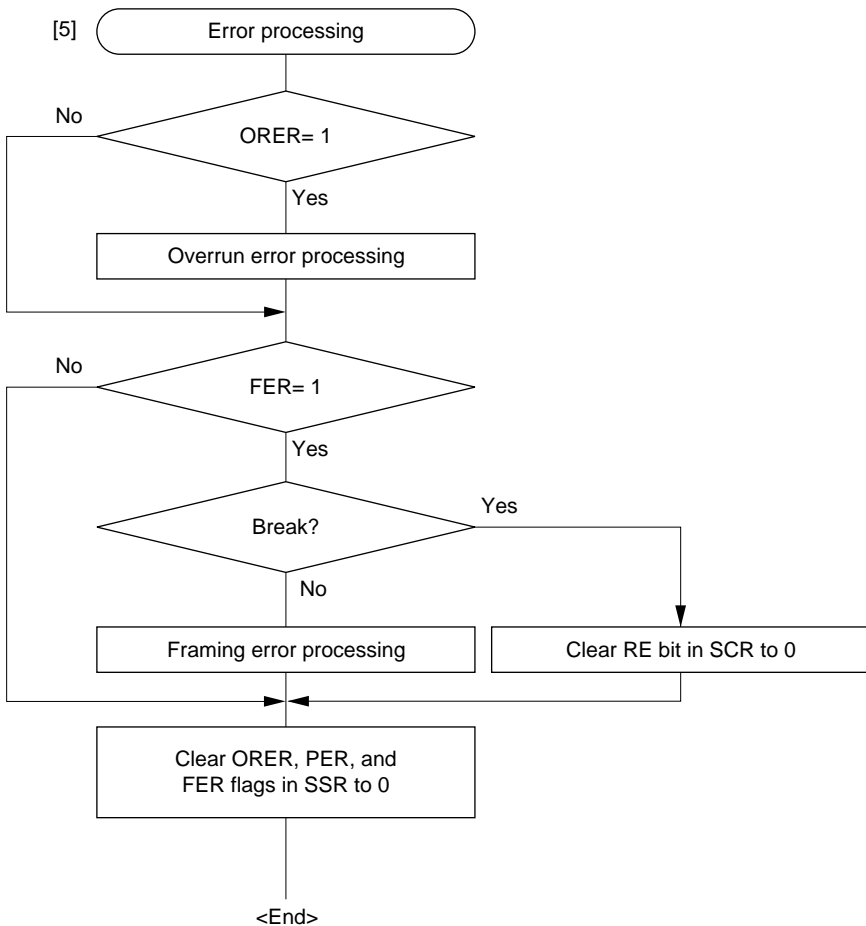 [5]
Error processing
No
ORER= 1
Yes
Overrun error processing
No
FER= 1
Yes
Yes
Break?
No
Framing error processing
Clear RE bit in SCR to 0
Clear ORER, PER, and
FER flags in SSR to 0
<End>